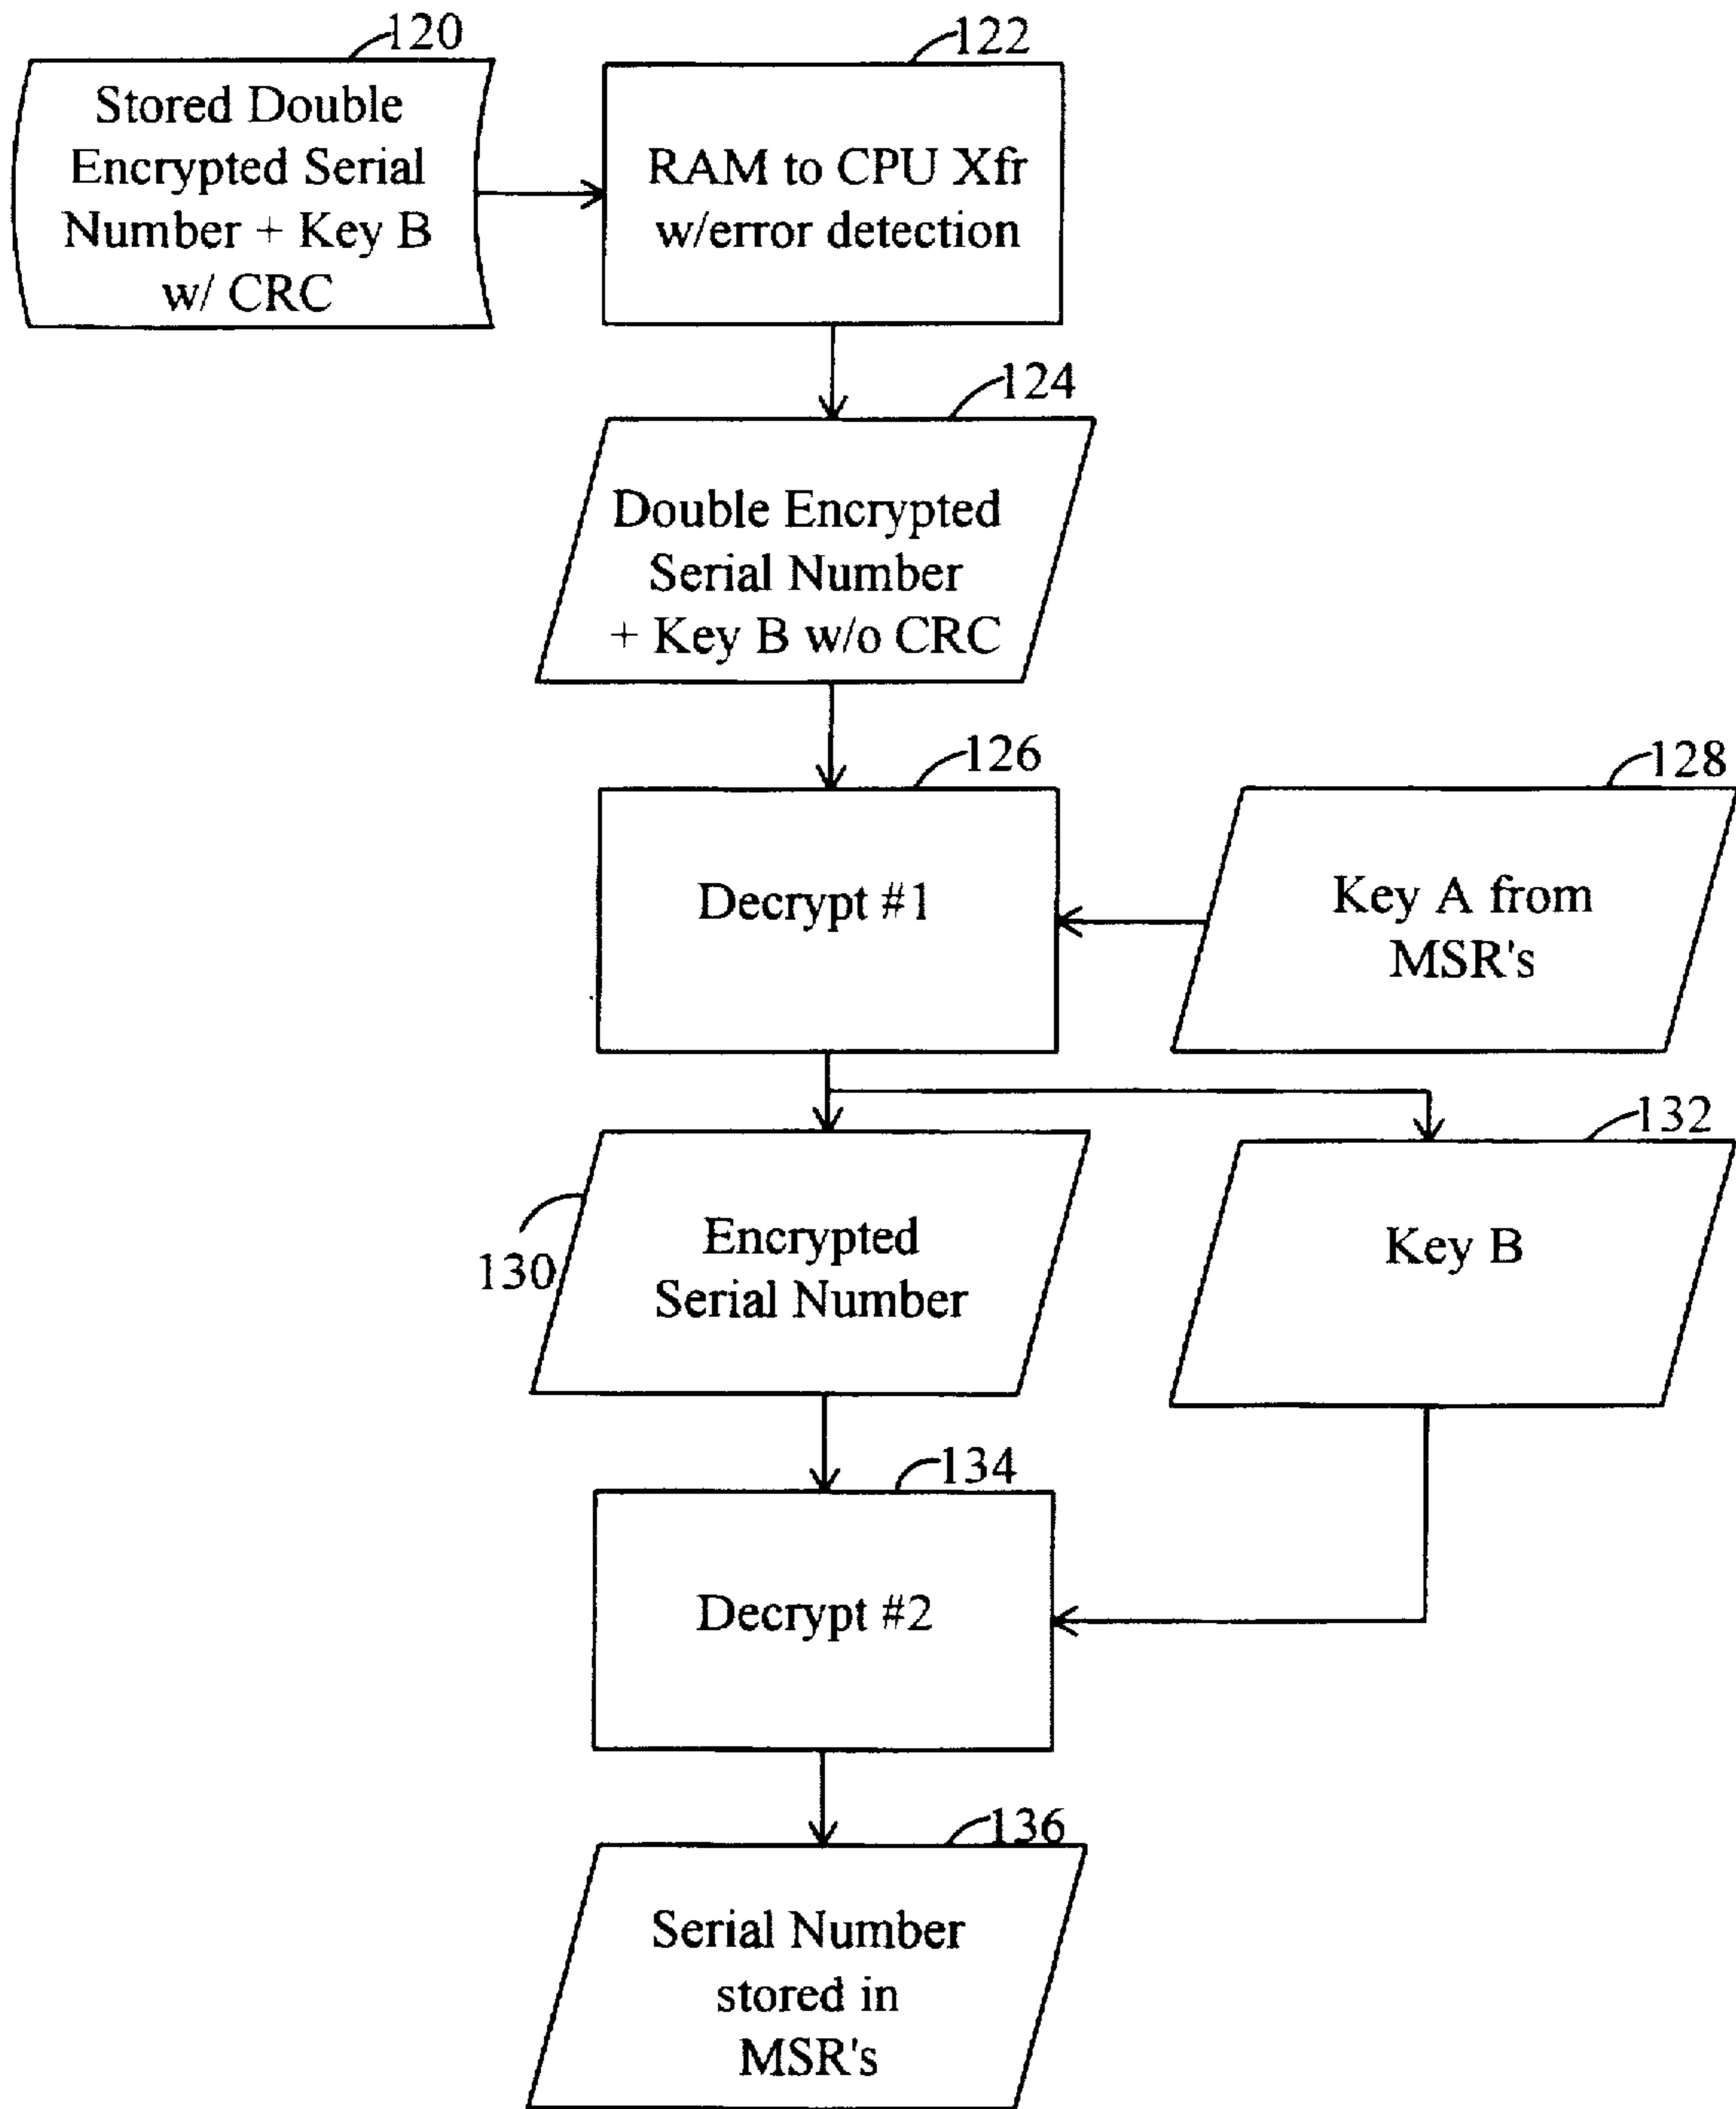 120
Stored Double
Encrypted Serial
Number + Key B
w/ CRC
122
RAM to CPU Xfr
w/error detection
124
Double Encrypted
Serial Number
+ Key B w/o CRC
126
Decrypt #1
128
Key A from
MSR's
130
Encrypted
Serial Number
132
Key B
134
Decrypt #2
136
Serial Number
stored in
MSR's